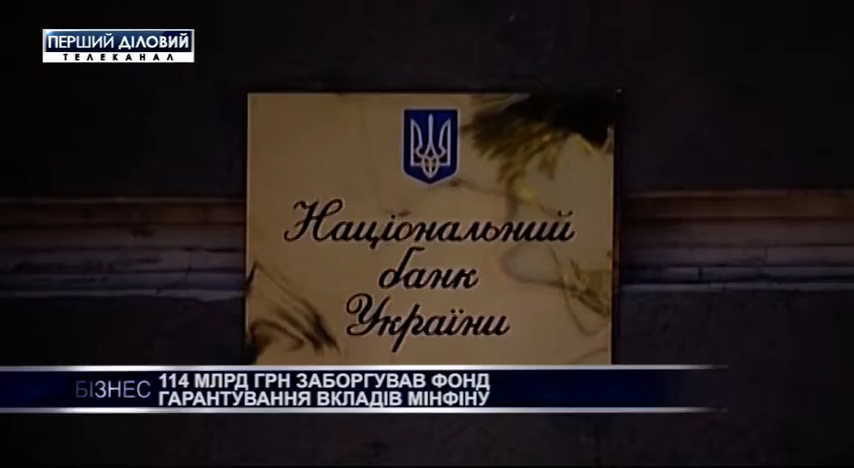 ПЕРШИЙ ДІЛОВИЙ
ТЕЛЕКАНАЛ
Національний
банк
України
БІЗНЕС
114 МЛРД ГРН ЗАБОРГУВАВ ФОНД
ГАРАНТУВАННЯ ВКЛАДІВ МІНФІНУ